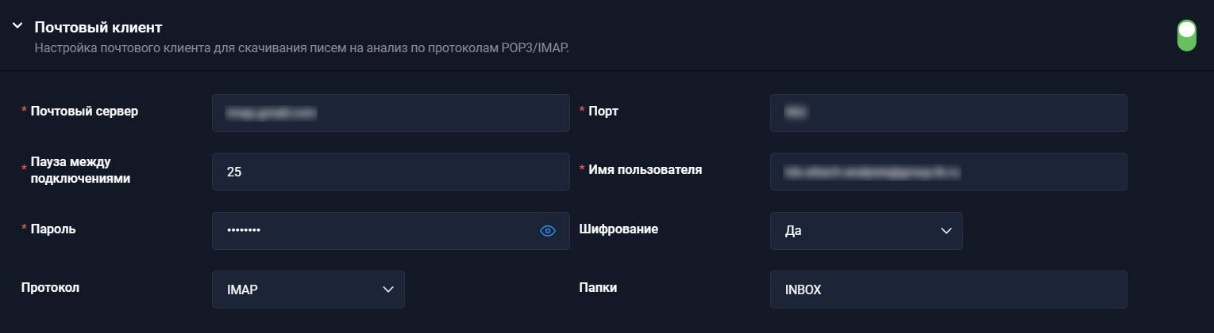 Почтовый клиент
Настройка почтового клиента для скачивания писем на анализ по протоколам POP3/IMAP.
* Почтовый сервер
* Порт
* Пауза между
подключениями
25
* Имя пользователя
* Пароль
••••••••
Шифрование
Да
Протокол
IMAP
Папки
INBOX